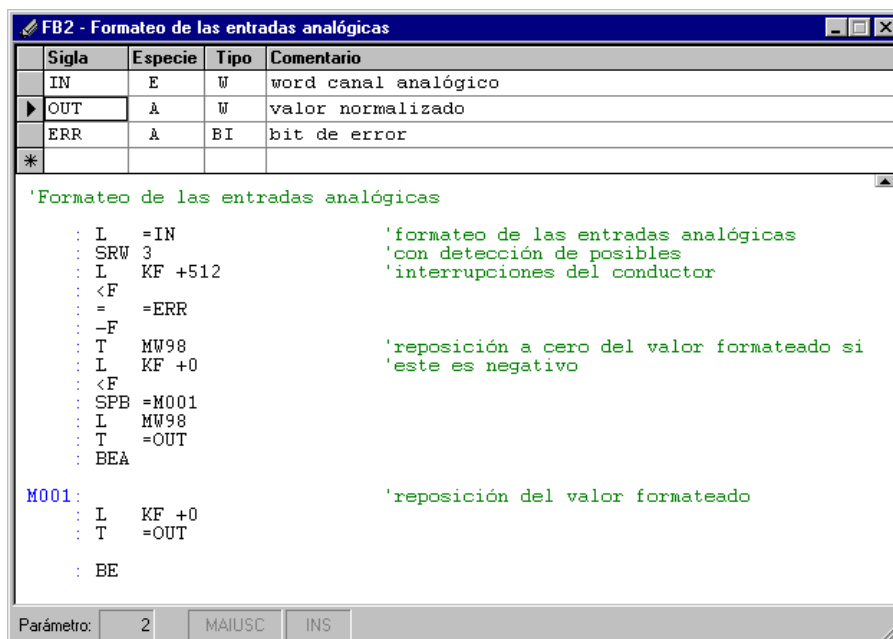 FB2 - Formateo de las entradas analógicas
Sigla Especie Tipo Comentario
IN E W word canal analógico
OUT A W valor normalizado
ERR A BI bit de error
'Formateo de las entradas analógicas
: L =IN 'formateo de las entradas analógicas
: SRW 3 'con detección de posibles
: L KF +512 'interrupciones del conductor
: <F
: = =ERR
: -F
: T MW98 'reposición a cero del valor formateado si
: L KF +0 'este es negativo
: <F
: SPB =M001
: L MW98
: T =OUT
: BEA
M001: 'reposición del valor formateado
: L KF +0
: T =OUT
: BE
Parámetro: 2 MAIUSC INS